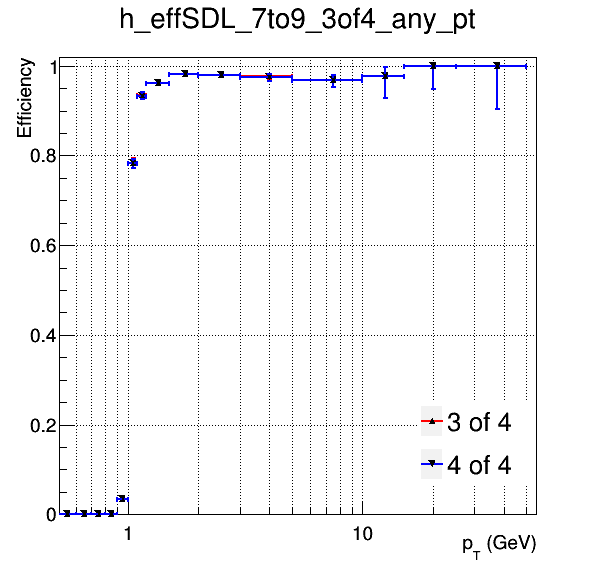 h_effSDL_7to9_3of4_any_pt
Efficiency
1
0.8
0.6
0.4
0.2
0
3 of 4
4 of 4
1
10
p_T (GeV)